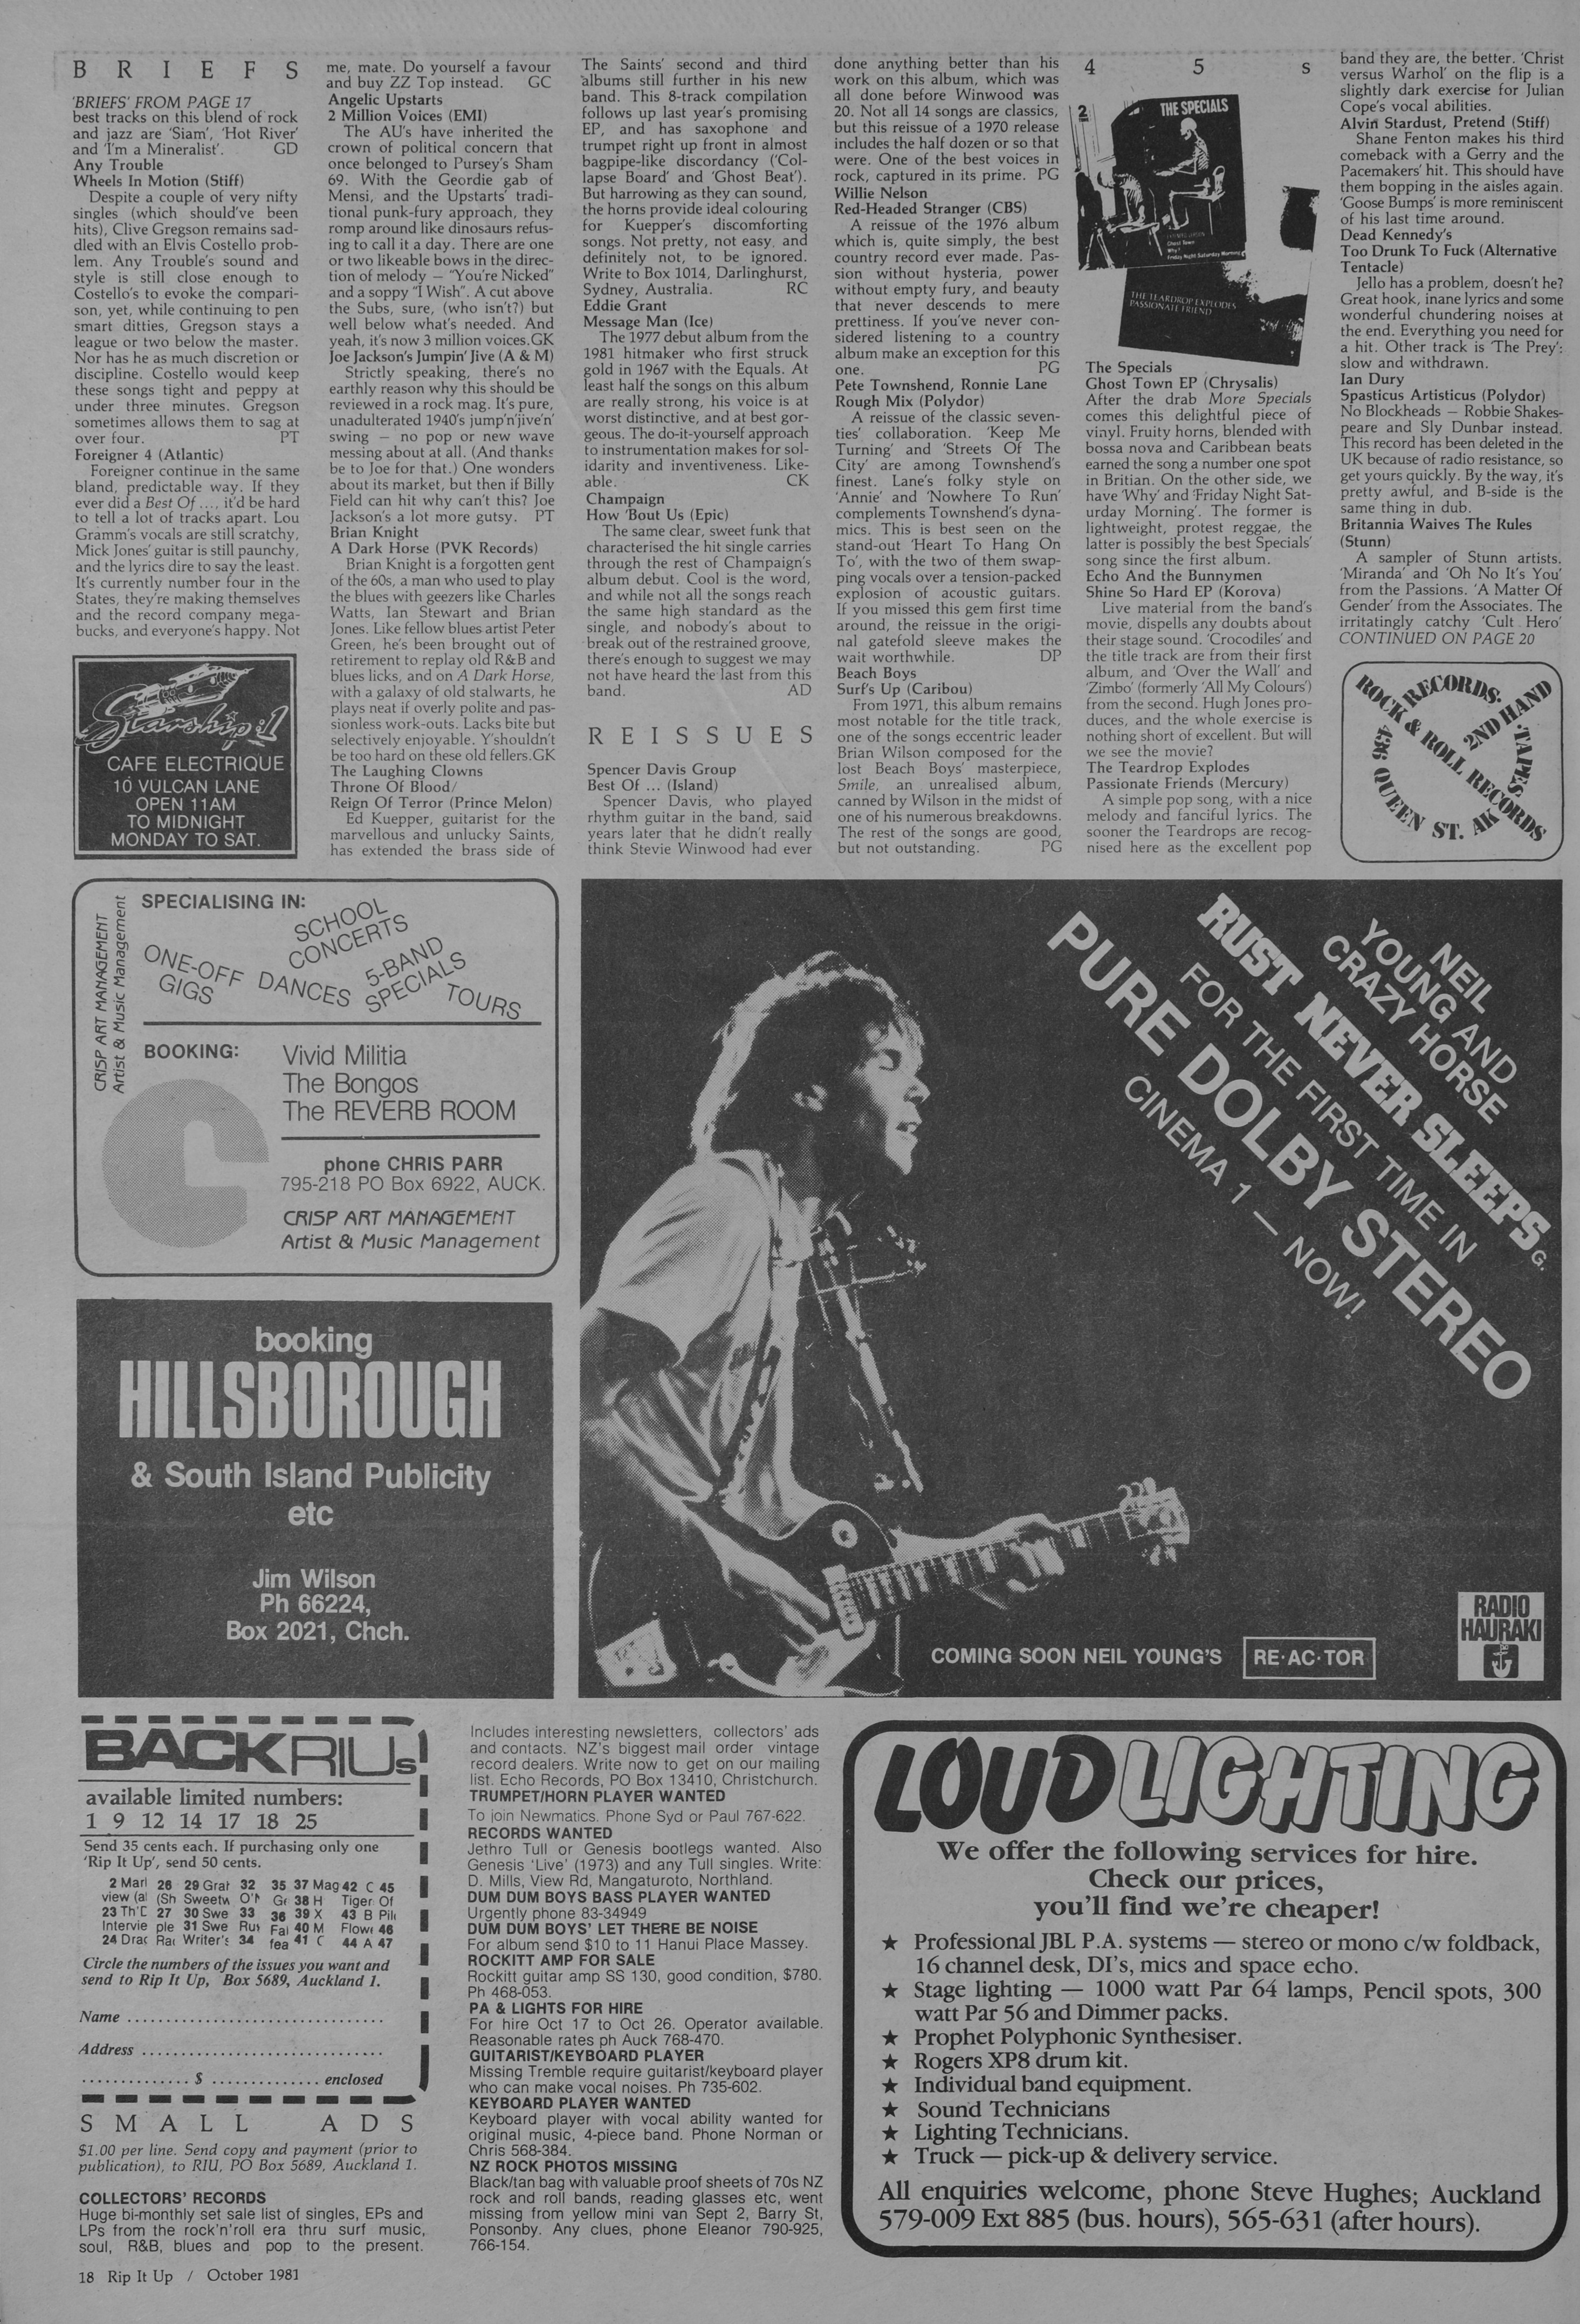 B R I E F S
'BRIEFS' FROM PAGE 17
best tracks on this blend of rock
and jazz are 'Siam', 'Hot River'
and 'I'm a Mineralist'. GD
Any Trouble
Wheels In Motion (Stiff)
Despite a couple of very nifty
singles (which should've been
hits), Clive Gregson remains sad-
dled with an Elvis Costello prob-
lem. Any Trouble's sound and
style is still close enough to
Costello's to evoke the compari-
son, yet, while continuing to pen
smart ditties, Gregson stays a
league or two below the master.
Nor has he as much discretion or
discipline. Costello would keep
these songs tight and peppy at
under three minutes. Gregson
sometimes allows them to sag at
over four. PT
Foreigner 4 (Atlantic)
Foreigner continue in the same
bland, predictable way. If they
ever did a Best Of ..., it'd be hard
to tell a lot of tracks apart. Lou
Gramm's vocals are still scratchy,
Mick Jones' guitar is still paunchy,
and the lyrics dire to say the least.
It's currently number four in the
States, they're making themselves
and the record company mega-
bucks, and everyone's happy. Not
me, mate. Do yourself a favour
and buy ZZ Top instead. GC
Angelic Upstarts
2 Million Voices (EMI)
The AU's have inherited the
crown of political concern that
once belonged to Pursey's Sham
69. With the Geordie gab of
Mensi, and the Upstarts' tradi-
tional punk-fury approach, they
romp around like dinosaurs refus-
ing to call it a day. There are one
or two likeable bows in the direc-
tion of melody — "You're Nicked"
and a soppy "I Wish". A cut above
the Subs, sure, (who isn't?) but
well below what's needed. And
yeah, it's now 3 million voices.GK
Joe Jackson's Jumpin' Jive (A & M)
Strictly speaking, there's no
earthly reason why this should be
reviewed in a rock mag. It's pure,
unadulterated 1940's jump'n'jive'n'
swing — no pop or new wave
messing about at all. (And thanks
be to Joe for that.) One wonders
about its market, but then if Billy
Field can hit why can't this? Joe
Jackson's a lot more gutsy. PT
Brian Knight
A Dark Horse (PVK Records)
Brian Knight is a forgotten gent
of the 60s, a man who used to play
the blues with geezers like Charles
Watts, Ian Stewart and Brian
Jones. Like fellow blues artist Peter
Green, he's been brought out of
retirement to replay old R&B and
blues licks, and on A Dark Horse,
with a galaxy of old stalwarts, he
plays neat if overly polite and pas-
sionless work-outs. Lacks bite but
selectively enjoyable. Y'shouldn't
be too hard on these old fellers.GK
The Laughing Clowns
Throne Of Blood/
Reign Of Terror (Prince Melon)
Ed Kuepper, guitarist for the
marvellous and unlucky Saints,
has extended the brass side of
The Saints' second and third
albums still further in his new
band. This 8-track compilation
follows up last year's promising
EP, and has saxophone and
trumpet right up front in almost
bagpipe-like discordancy ('Col-
lapse Board' and 'Ghost Beat').
But harrowing as they can sound,
the horns provide ideal colouring
for Kuepper's discomforting
songs. Not pretty, not easy, and
definitely not, to be ignored.
Write to Box 1014, Darlinghurst,
Sydney, Australia. RC
Eddie Grant
Message Man (Ice)
The 1977 debut album from the
1981 hitmaker who first struck
gold in 1967 with the Equals. At
least half the songs on this album
are really strong, his voice is at
worst distinctive, and at best gor-
geous. The do-it-yourself approach
to instrumentation makes for sol-
idarity and inventiveness. Like-
able. CK
Champaign
How 'Bout Us (Epic)
The same clear, sweet funk that
characterised the hit single carries
through the rest of Champaign's
album debut. Cool is the word,
and while not all the songs reach
the same high standard as the
single, and nobody's about to
break out of the restrained groove,
there's enough to suggest we may
not have heard the last from this
band. AD
R E I S S U E S
Spencer Davis Group
Best Of ... (Island)
Spencer Davis, who played
rhythm guitar in the band, said
years later that he didn't really
think Stevie Winwood had ever
done anything better than his
work on this album, which was
all done before Winwood was
20. Not all 14 songs are classics,
but this reissue of a 1970 release
includes the half dozen or so that
were. One of the best voices in
rock, captured in its prime. PG
Willie Nelson
Red-Headed Stranger (CBS)
A reissue of the 1976 album
which is, quite simply, the best
country record ever made. Pas-
sion without hysteria, power
without empty fury, and beauty
that never descends to mere
prettiness. If you've never con-
sidered listening to a country
album make an exception for this
one. PG
Pete Townshend, Ronnie Lane
Rough Mix (Polydor)
A reissue of the classic seven-
ties' collaboration. 'Keep Me
Turning' and 'Streets Of The
City' are among Townshend's
finest. Lane's folky style on
'Annie' and 'Nowhere To Run'
complements Townshend's dyna-
mics. This is best seen on the
stand-out 'Heart To Hang On
To', with the two of them swap-
ping vocals over a tension-packed
explosion of acoustic guitars.
If you missed this gem first time
around, the reissue in the origi-
nal gatefold sleeve makes the
wait worthwhile. DP
Beach Boys
Surf's Up (Caribou)
From 1971, this album remains
most notable for the title track,
one of the songs eccentric leader
Brian Wilson composed for the
lost Beach Boys' masterpiece,
Smile, an unrealised album,
canned by Wilson in the midst of
one of his numerous breakdowns.
The rest of the songs are good,
but not outstanding. PG
4 5 s
2
THE SPECIALS
Ghost Town
Why?
Friday Night Saturday Morning
THE TEARDROP EXPLODES
PASSIONATE FRIEND
The Specials
Ghost Town EP (Chrysalis)
After the drab More Specials
comes this delightful piece of
vinyl. Fruity horns, blended with
bossa nova and Caribbean beats
earned the song a number one spot
in Britian. On the other side, we
have 'Why' and 'Friday Night Sat-
urday Morning'. The former is
lightweight, protest reggae, the
latter is possibly the best Specials'
song since the first album.
Echo And the Bunnymen
Shine So Hard EP (Korova)
Live material from the band's
movie, dispells any doubts about
their stage sound. 'Crocodiles' and
the title track are from their first
album, and 'Over the Wall' and
'Zimbo' (formerly 'All My Colours')
from the second. Hugh Jones pro-
duces, and the whole exercise is
nothing short of excellent. But will
we see the movie?
The Teardrop Explodes
Passionate Friends (Mercury)
A simple pop song, with a nice
melody and fanciful lyrics. The
sooner the Teardrops are recog-
nised here as the excellent pop
band they are, the better. 'Christ
versus Warhol' on the flip is a
slightly dark exercise for Julian
Cope's vocal abilities.
Alvin Stardust, Pretend (Stiff)
Shane Fenton makes his third
comeback with a Gerry and the
Pacemakers' hit. This should have
them bopping in the aisles again.
'Goose Bumps' is more reminiscent
of his last time around.
Dead Kennedy's
Too Drunk To Fuck (Alternative
Tentacle)
Jello has a problem, doesn't he?
Great hook, inane lyrics and some
wonderful chundering noises at
the end. Everything you need for
a hit. Other track is 'The Prey':
slow and withdrawn.
Ian Dury
Spasticus Artisticus (Polydor)
No Blockheads — Robbie Shakes-
peare and Sly Dunbar instead.
This record has been deleted in the
UK because of radio resistance, so
get yours quickly. By the way, it's
pretty awful, and B-side is the
same thing in dub.
Britannia Waives The Rules
(Stunn)
A sampler of Stunn artists.
'Miranda' and 'Oh No It's You'
from the Passions. 'A Matter Of
Gender' from the Associates. The
irritatingly catchy 'Cult Hero'
CONTINUED ON PAGE 20
Starship :1
CAFE ELECTRIQUE
10 VULCAN LANE
OPEN 11AM
TO MIDNIGHT
MONDAY TO SAT.
RECORDS· 2ND HAND ·TAPES·
ROCK & ROLL RECORDS
436 QUEEN ST. AK
CRISP ART MANAGEMENT
Artist & Music Management
SPECIALISING IN:
ONE-OFF
GIGS
SCHOOL
CONCERTS
DANCES
5-BAND
SPECIALS
TOURS
BOOKING:
Vivid Militia
The Bongos
The REVERB ROOM
phone CHRIS PARR
795-218 PO Box 6922, AUCK.
CRISP ART MANAGEMENT
Artist & Music Management
booking
HILLSBOROUGH
& South Island Publicity
etc
Jim Wilson
Ph 66224,
Box 2021, Chch.
NEIL
YOUNG AND
CRAZY HORSE
RUST NEVER SLEEPS G.
FOR THE FIRST TIME IN
PURE DOLBY STEREO
CINEMA 1 — NOW!
COMING SOON NEIL YOUNG'S RE·AC·TOR
RADIO
HAURAKI
BACK RIUs!
available limited numbers:
1 9 12 14 17 18 25
Send 35 cents each. If purchasing only one
'Rip It Up', send 50 cents.
2 Marl 26 29 Grah 32 35 37 Mag 42 C 45
view (al (Sh Sweetw O'N Ge 38 H Tiger Of
23 Th'D 27 30 Swe 33 36 39 X 43 B Pil
Intervie ple 31 Swe Rus Fai 40 M Flow 46
24 Drac Rac Writer's 34 fea 41 C 44 A 47
Circle the numbers of the issues you want and
send to Rip It Up, Box 5689, Auckland 1.
Name
Address
$ enclosed
S M A L L A D S
$1.00 per line. Send copy and payment (prior to
publication), to RIU, PO Box 5689, Auckland 1.
COLLECTORS' RECORDS
Huge bi-monthly set sale list of singles, EPs and
LPs from the rock'n'roll era thru surf music,
soul, R&B, blues and pop to the present.
Includes interesting newsletters, collectors' ads
and contacts. NZ's biggest mail order vintage
record dealers. Write now to get on our mailing
list. Echo Records, PO Box 13410, Christchurch.
TRUMPET/HORN PLAYER WANTED
To join Newmatics. Phone Syd or Paul 767-622.
RECORDS WANTED
Jethro Tull or Genesis bootlegs wanted. Also
Genesis 'Live' (1973) and any Tull singles. Write:
D. Mills, View Rd, Mangaturoto, Northland.
DUM DUM BOYS BASS PLAYER WANTED
Urgently phone 83-34949
DUM DUM BOYS' LET THERE BE NOISE
For album send $10 to 11 Hanui Place Massey.
ROCKITT AMP FOR SALE
Rockitt guitar amp SS 130, good condition, $780.
Ph 468-053.
PA & LIGHTS FOR HIRE
For hire Oct 17 to Oct 26. Operator available.
Reasonable rates ph Auck 768-470.
GUITARIST/KEYBOARD PLAYER
Missing Tremble require guitarist/keyboard player
who can make vocal noises. Ph 735-602.
KEYBOARD PLAYER WANTED
Keyboard player with vocal ability wanted for
original music, 4-piece band. Phone Norman or
Chris 568-384.
NZ ROCK PHOTOS MISSING
Black/tan bag with valuable proof sheets of 70s NZ
rock and roll bands, reading glasses etc, went
missing from yellow mini van Sept 2, Barry St,
Ponsonby. Any clues, phone Eleanor 790-925,
766-154.
LOUD LIGHTING
We offer the following services for hire.
Check our prices,
you'll find we're cheaper!
★ Professional JBL P.A. systems — stereo or mono c/w foldback,
16 channel desk, DI's, mics and space echo.
★ Stage lighting — 1000 watt Par 64 lamps, Pencil spots, 300
watt Par 56 and Dimmer packs.
★ Prophet Polyphonic Synthesiser.
★ Rogers XP8 drum kit.
★ Individual band equipment.
★ Sound Technicians
★ Lighting Technicians.
★ Truck — pick-up & delivery service.
All enquiries welcome, phone Steve Hughes; Auckland
579-009 Ext 885 (bus. hours), 565-631 (after hours).
18 Rip It Up / October 1981